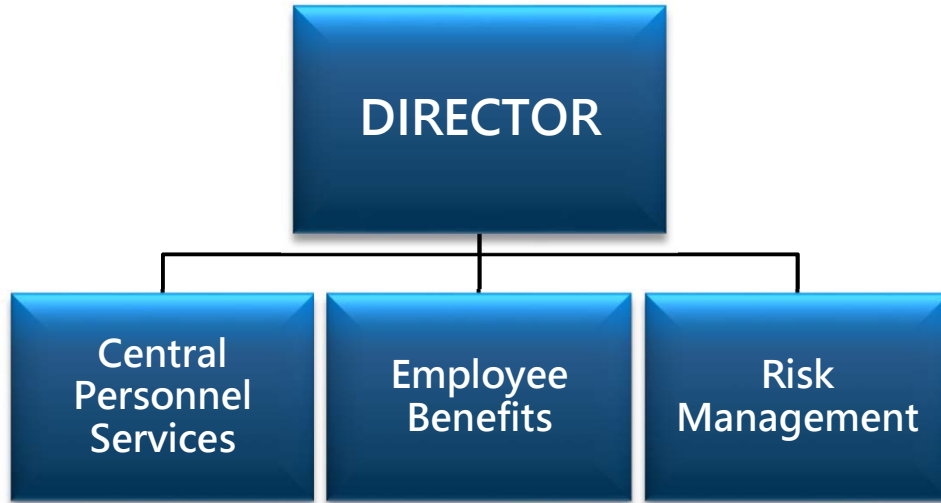 DIRECTOR
Central
Personnel
Services
Employee
Benefits
Risk
Management